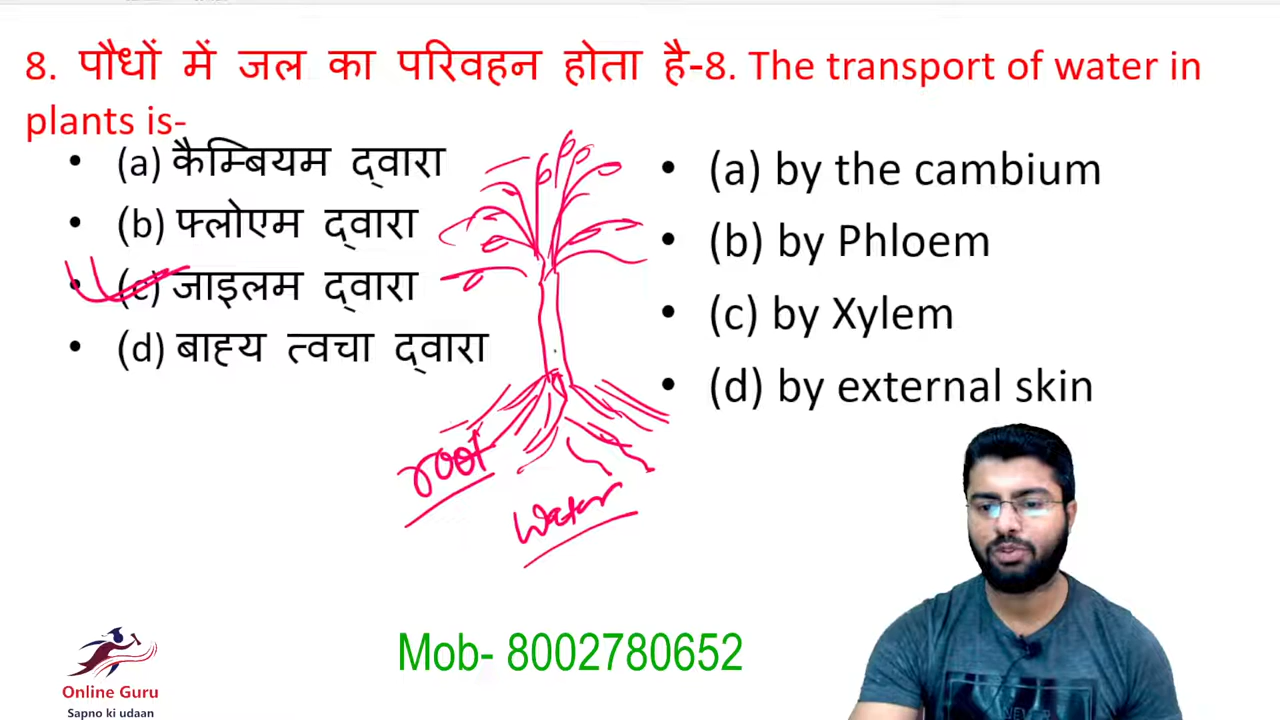 8. पौधों में जल का परिवहन होता है-8. The transport of water in
plants is-
• (a) कैम्बियम द्वारा
• (b) फ्लोएम द्वारा
• (c) जाइलम द्वारा
• (d) बाह्य त्वचा द्वारा
• (a) by the cambium
• (b) by Phloem
• (c) by Xylem
• (d) by external skin
root
water
Mob- 8002780652
Online Guru
Sapno ki udaan